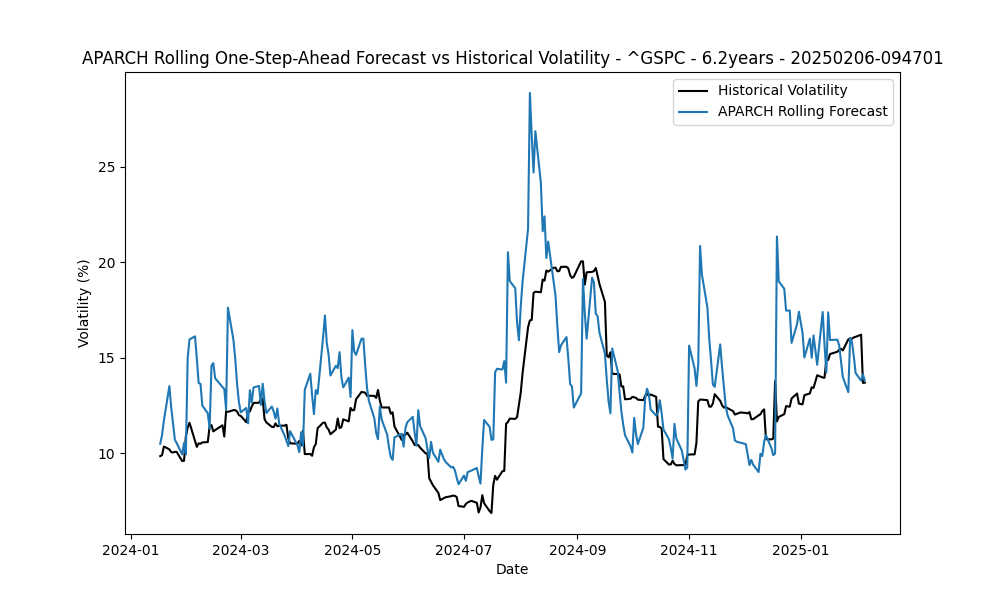 APARCH Rolling One-Step-Ahead Forecast vs Historical Volatility - ^GSPC - 6.2years - 20250206-094701
Historical Volatility
APARCH Rolling Forecast
25
20
15
10
Volatility (%)
2024-01 2024-03 2024-05 2024-07 2024-09 2024-11 2025-01
Date